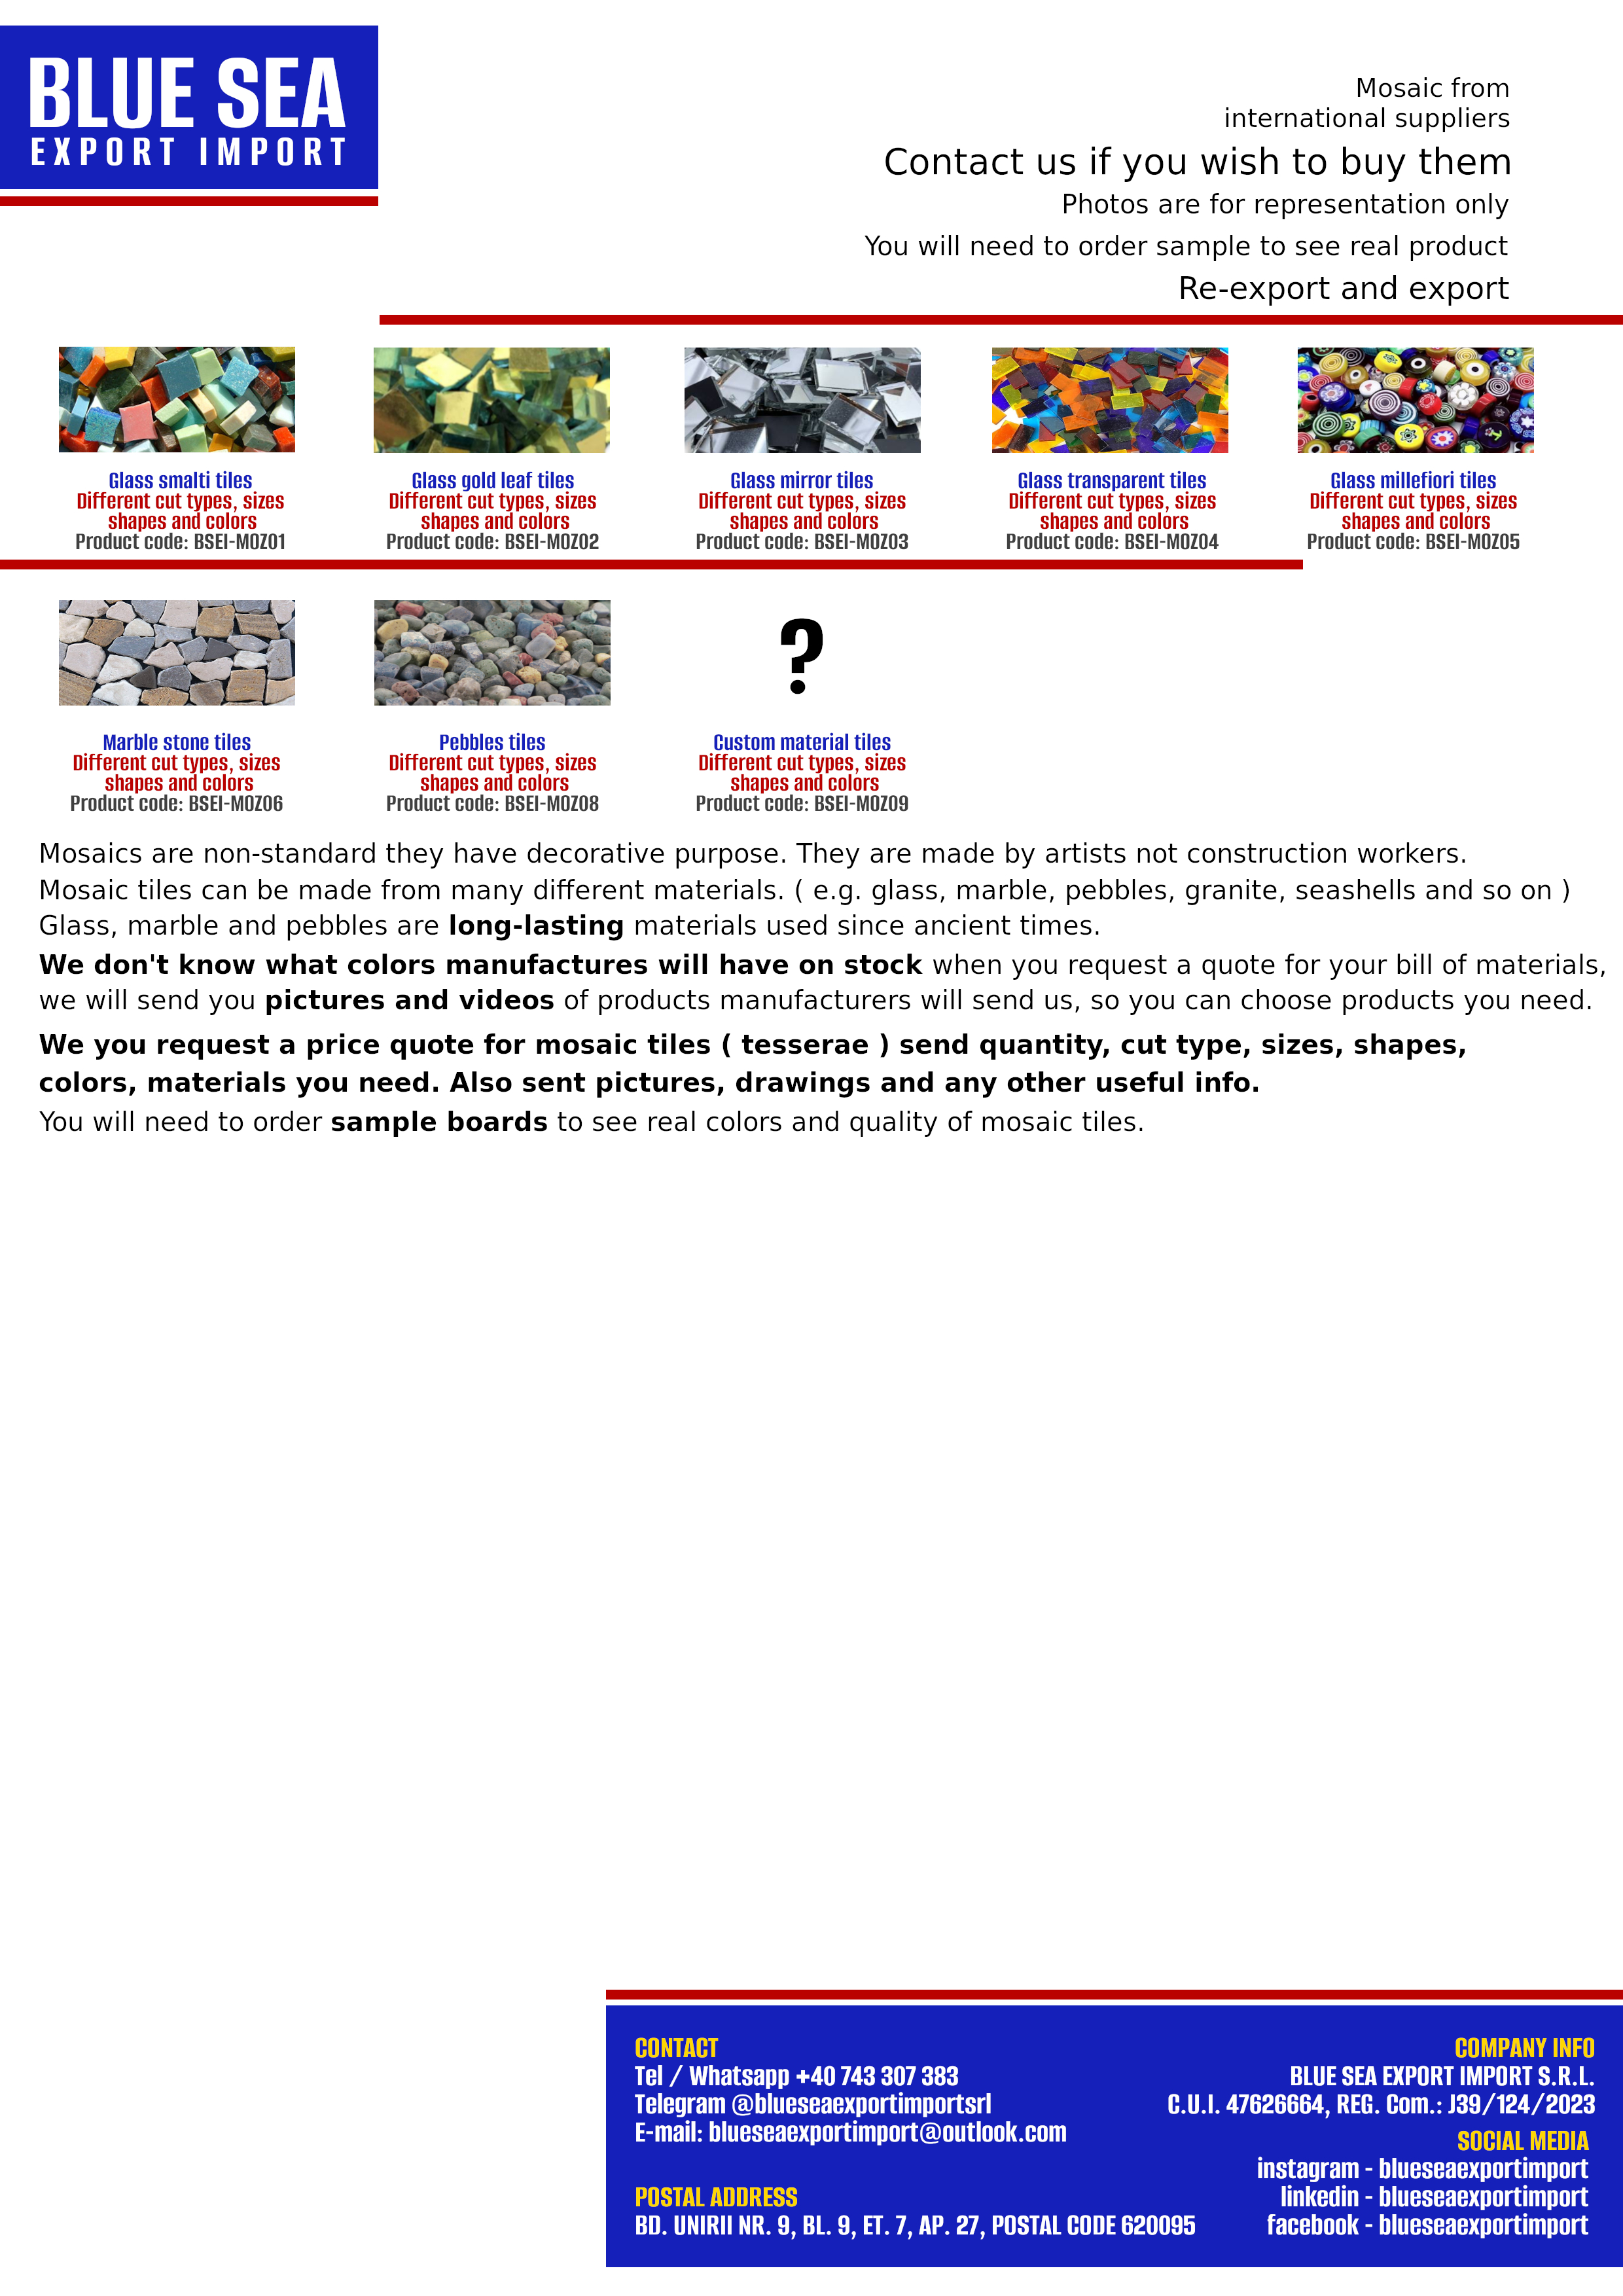 BLUE SEA
EXPORT IMPORT
Mosaic from
international suppliers
Contact us if you wish to buy them
Photos are for representation only
You will need to order sample to see real product
Re-export and export
Glass smalti tiles
Different cut types, sizes
shapes and colors
Product code: BSEI-MOZ01
Glass gold leaf tiles
Different cut types, sizes
shapes and colors
Product code: BSEI-MOZ02
Glass mirror tiles
Different cut types, sizes
shapes and colors
Product code: BSEI-MOZ03
Glass transparent tiles
Different cut types, sizes
shapes and colors
Product code: BSEI-MOZ04
Glass millefiori tiles
Different cut types, sizes
shapes and colors
Product code: BSEI-MOZ05
Marble stone tiles
Different cut types, sizes
shapes and colors
Product code: BSEI-MOZ06
Pebbles tiles
Different cut types, sizes
shapes and colors
Product code: BSEI-MOZ08
?
Custom material tiles
Different cut types, sizes
shapes and colors
Product code: BSEI-MOZ09
Mosaics are non-standard they have decorative purpose. They are made by artists not construction workers.
Mosaic tiles can be made from many different materials. ( e.g. glass, marble, pebbles, granite, seashells and so on )
Glass, marble and pebbles are long-lasting materials used since ancient times.
We don't know what colors manufactures will have on stock when you request a quote for your bill of materials,
we will send you pictures and videos of products manufacturers will send us, so you can choose products you need.
We you request a price quote for mosaic tiles ( tesserae ) send quantity, cut type, sizes, shapes,
colors, materials you need. Also sent pictures, drawings and any other useful info.
You will need to order sample boards to see real colors and quality of mosaic tiles.
CONTACT
Tel / Whatsapp +40 743 307 383
Telegram @blueseaexportimportsrl
E-mail: blueseaexportimport@outlook.com
POSTAL ADDRESS
BD. UNIRII NR. 9, BL. 9, ET. 7, AP. 27, POSTAL CODE 620095
COMPANY INFO
BLUE SEA EXPORT IMPORT S.R.L.
C.U.I. 47626664, REG. Com.: J39/124/2023
SOCIAL MEDIA
instagram - blueseaexportimport
linkedin - blueseaexportimport
facebook - blueseaexportimport